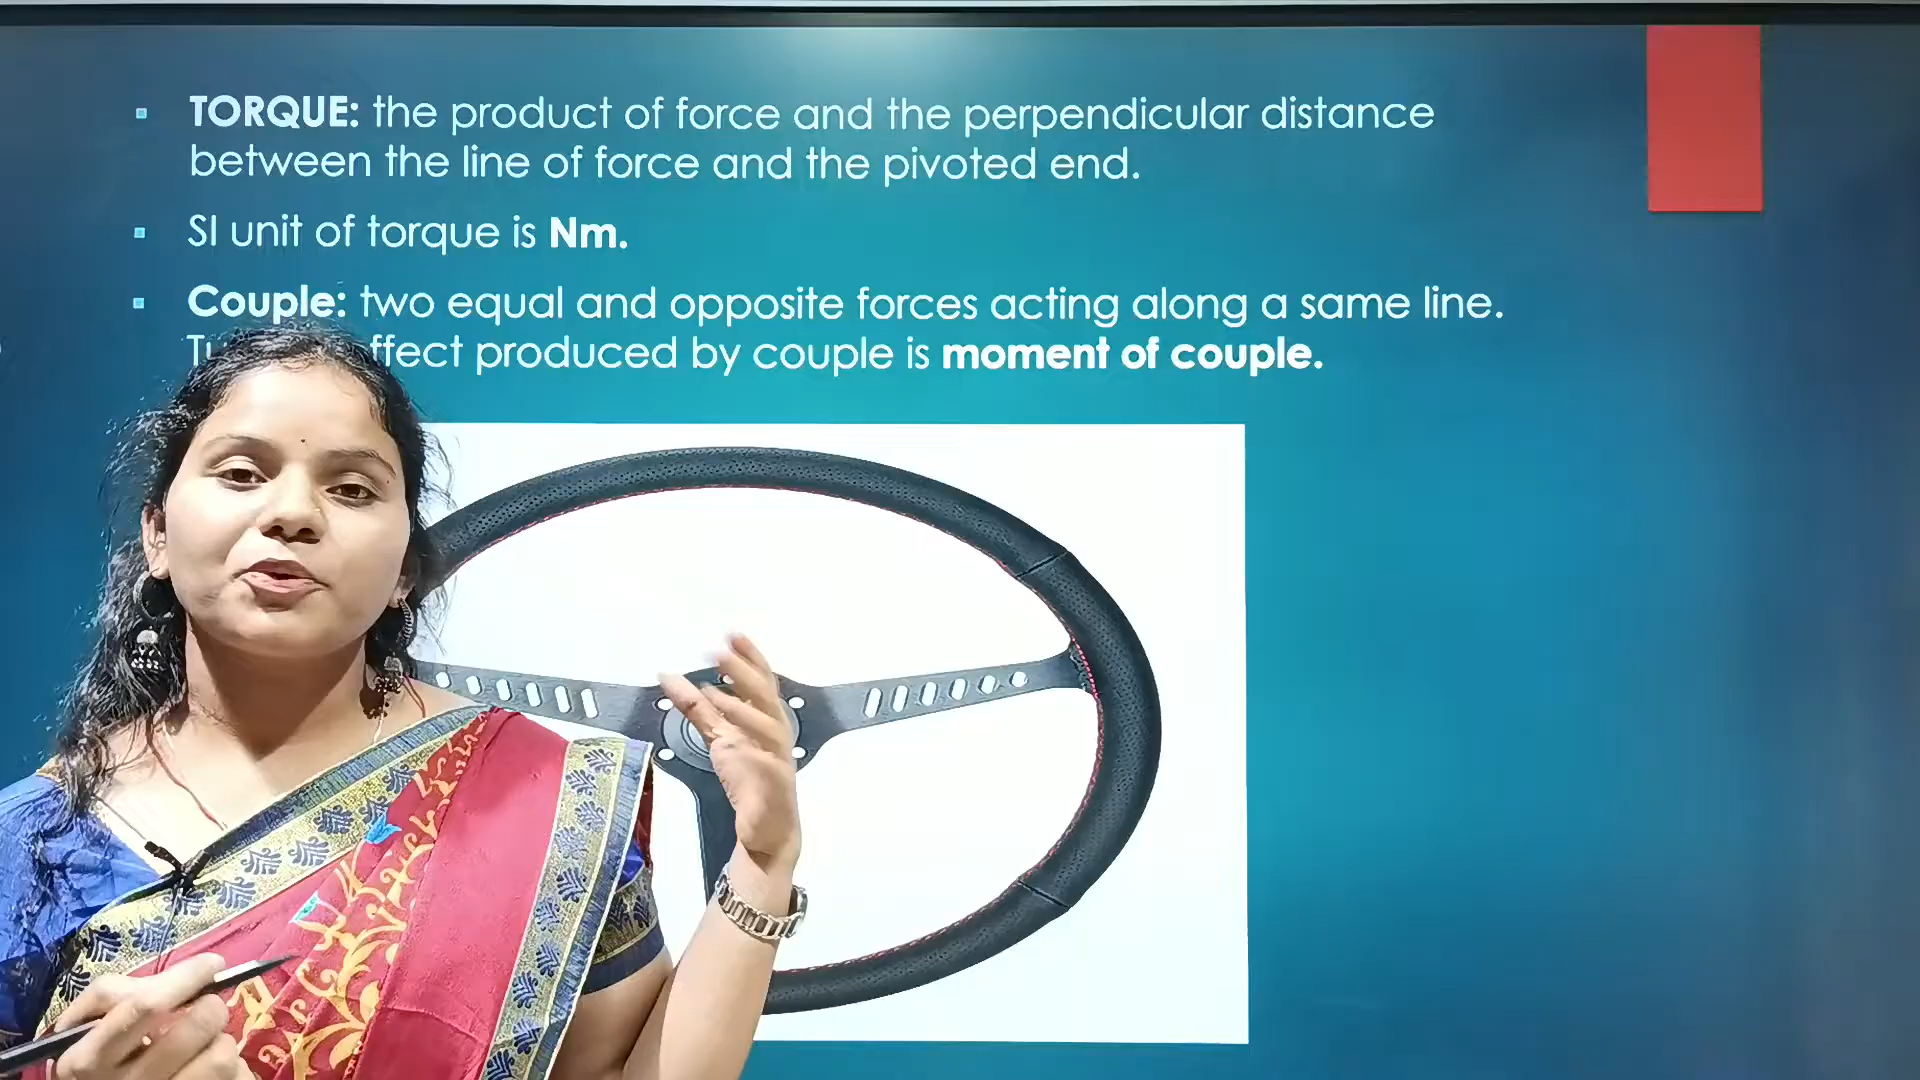 TORQUE: the product of force and the perpendicular distance
between the line of force and the pivoted end.
SI unit of torque is Nm.
Couple: two equal and opposite forces acting along a same line.
produced by couple is moment of couple.